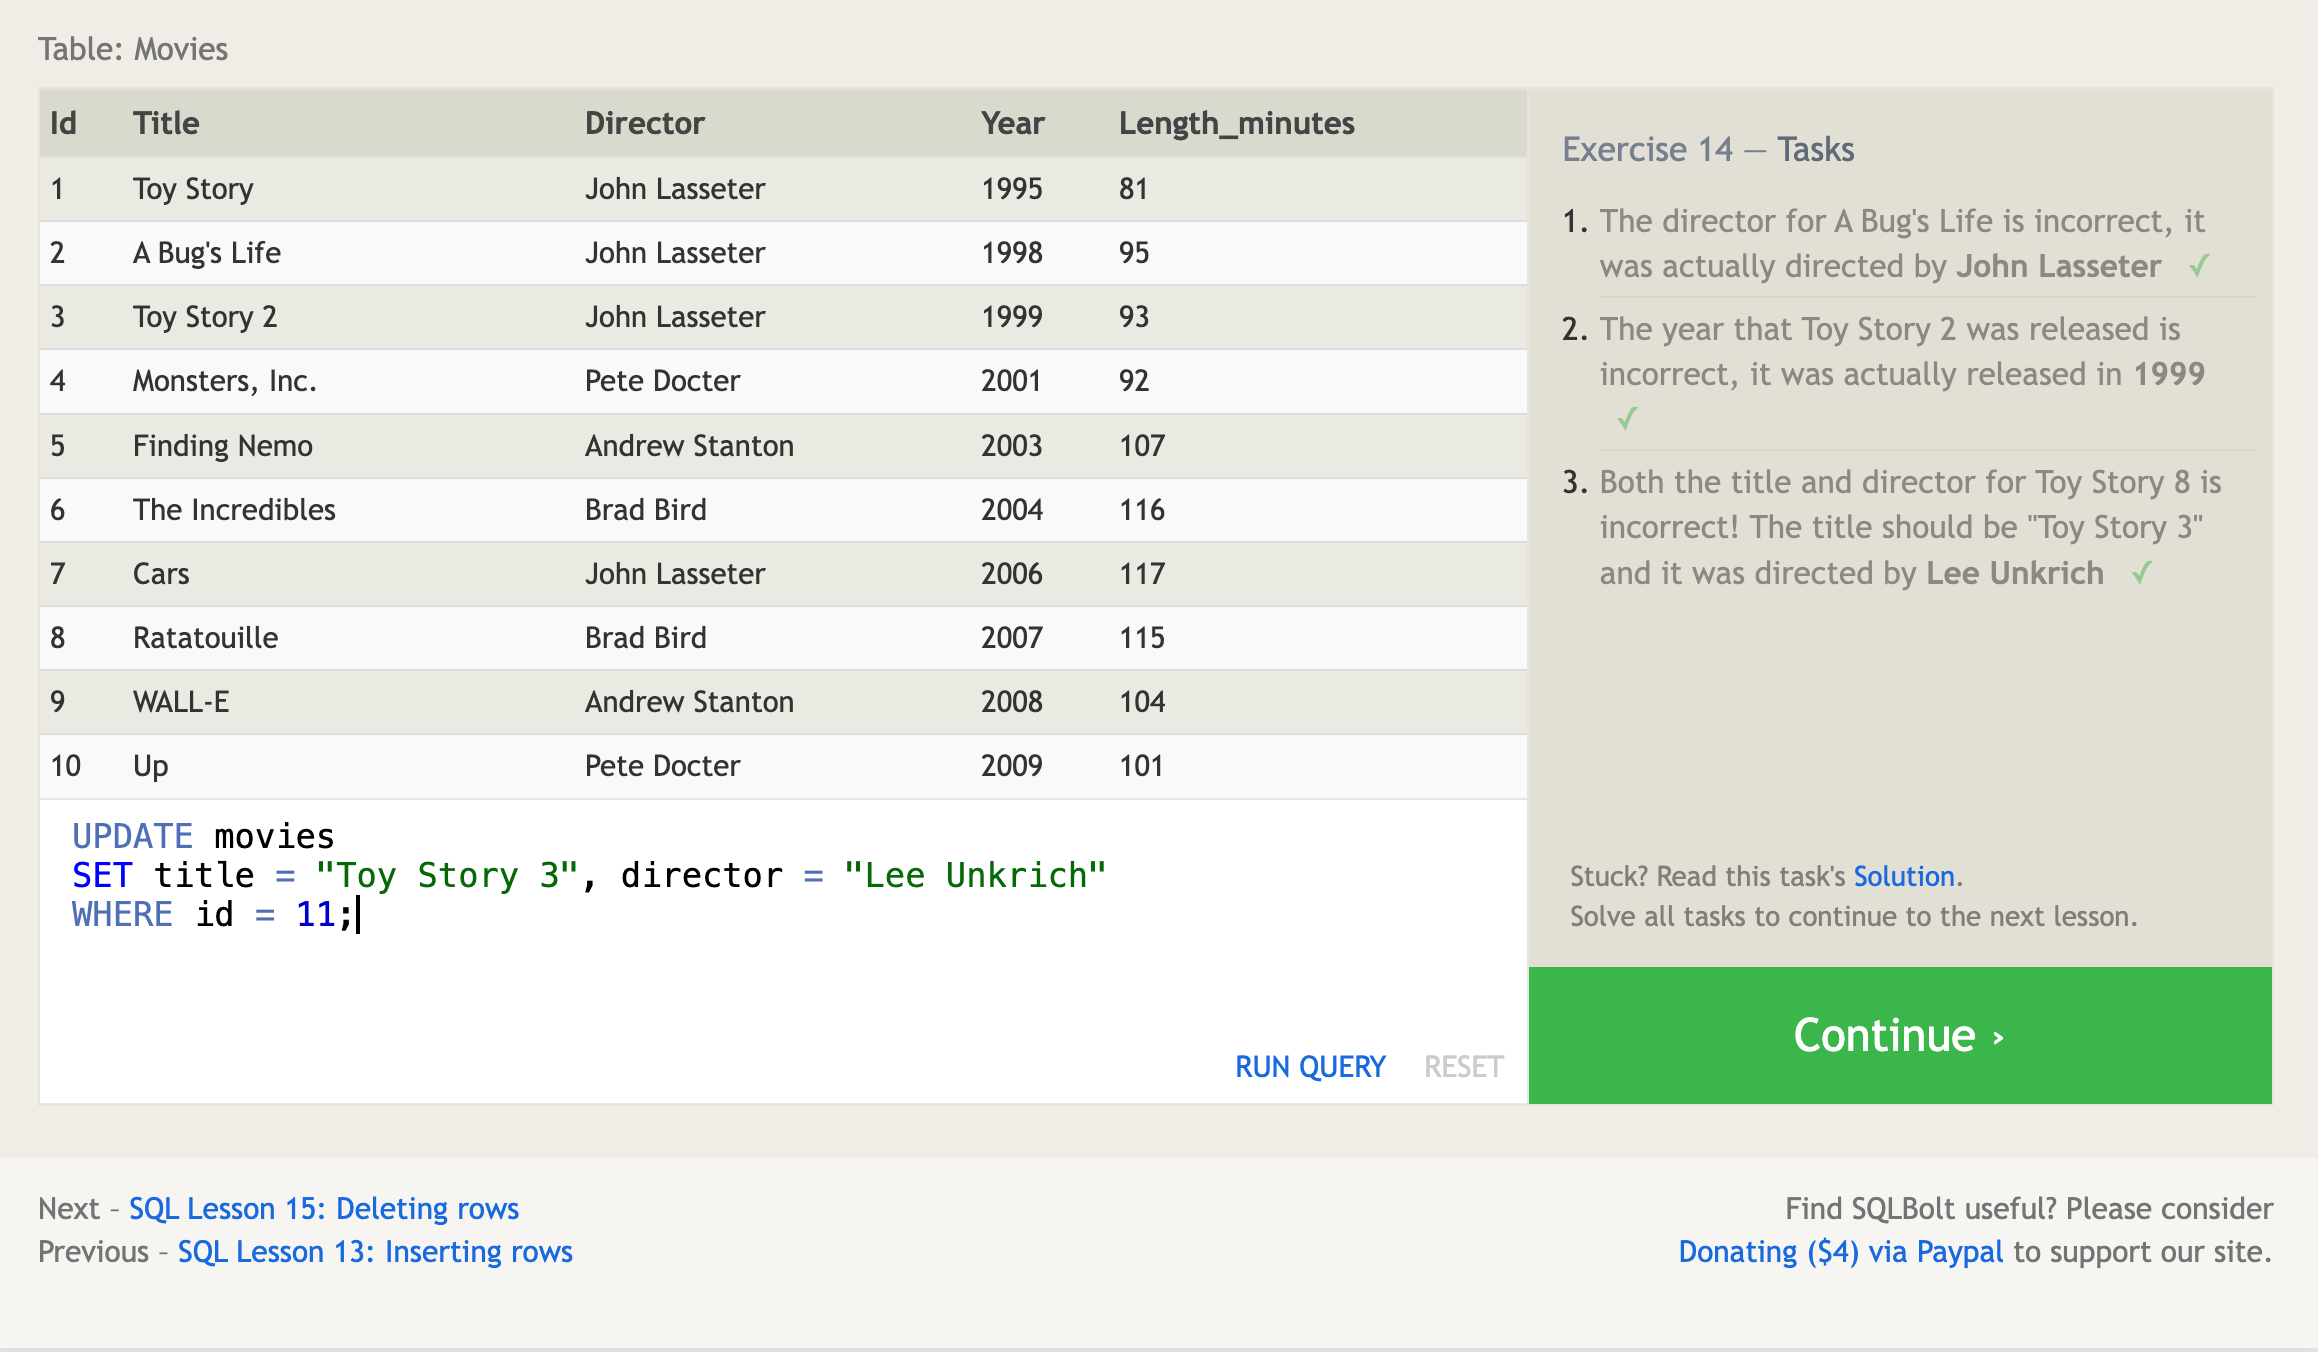 Table: Movies
Id Title Director Year Length_minutes
1 Toy Story John Lasseter 1995 81
2 A Bug's Life John Lasseter 1998 95
3 Toy Story 2 John Lasseter 1999 93
4 Monsters, Inc. Pete Docter 2001 92
5 Finding Nemo Andrew Stanton 2003 107
6 The Incredibles Brad Bird 2004 116
7 Cars John Lasseter 2006 117
8 Ratatouille Brad Bird 2007 115
9 WALL-E Andrew Stanton 2008 104
10 Up Pete Docter 2009 101
UPDATE movies
SET title = "Toy Story 3", director = "Lee Unkrich"
WHERE id = 11;
RUN QUERY RESET
Exercise 14 — Tasks
1. The director for A Bug's Life is incorrect, it
was actually directed by John Lasseter ✓
2. The year that Toy Story 2 was released is
incorrect, it was actually released in 1999
✓
3. Both the title and director for Toy Story 8 is
incorrect! The title should be "Toy Story 3"
and it was directed by Lee Unkrich ✓
Stuck? Read this task's Solution.
Solve all tasks to continue to the next lesson.
Continue ›
Next – SQL Lesson 15: Deleting rows
Previous – SQL Lesson 13: Inserting rows
Find SQLBolt useful? Please consider
Donating ($4) via Paypal to support our site.